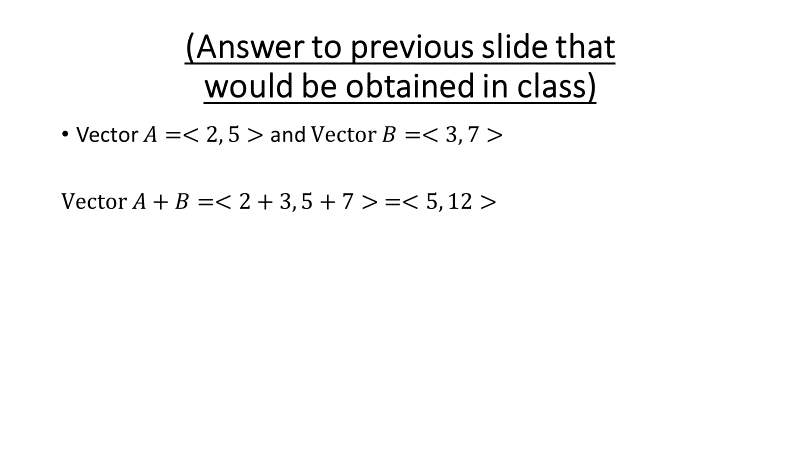 (Answer to previous slide that
would be obtained in class)
• Vector 𝐴 =< 2, 5 > and Vector 𝐵 =< 3, 7 >
Vector 𝐴 + 𝐵 =< 2 + 3, 5 + 7 > =< 5, 12 >